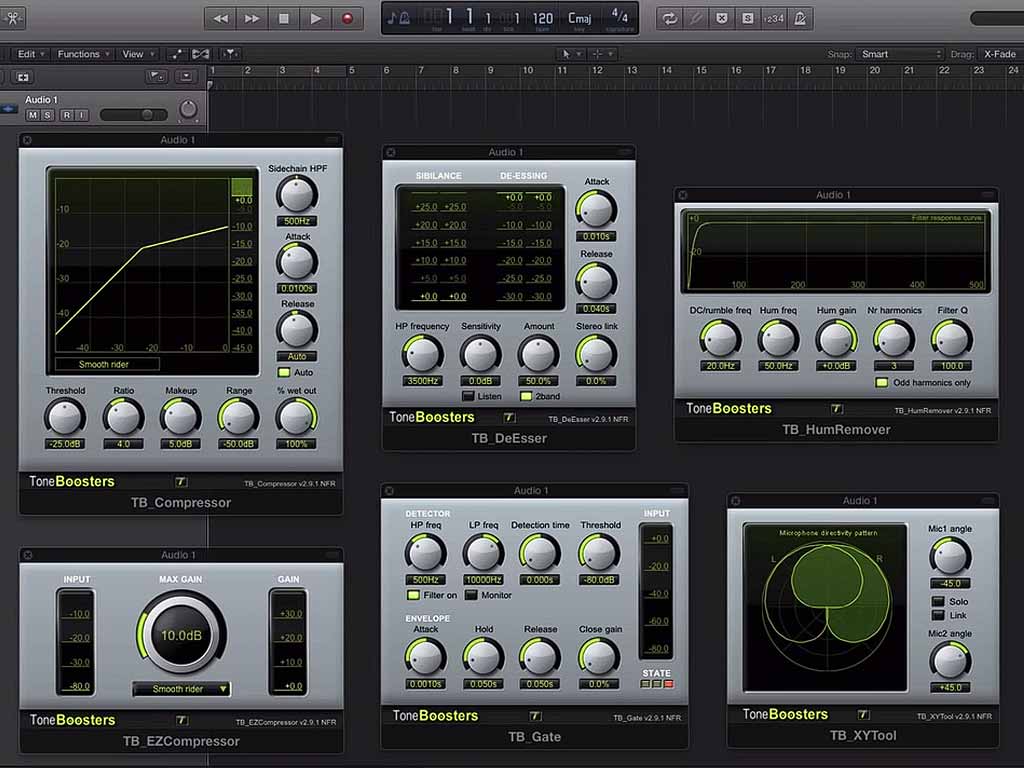 1 1 1 1 120 Cmaj 4/4
bar beat div bpm key signature
1234
Edit Functions View Snap: Smart Drag: X-Fade
1 2 3 4 5 6 7 8 9 10 11 12 13 14 15 16 17 18 19 20 21 22 23 24
Audio 1
M S R I
Audio 1
Sidechain HPF
500Hz
Attack
0.0100s
Release
Auto
Auto
-10
-20
-30
-40
-40 -30 -20 -10 0
+0.0
-5.0
-10.0
-15.0
-20.0
-25.0
-30.0
-35.0
-40.0
-45.0
Smooth rider
Threshold Ratio Makeup Range % wet out
-25.0dB 4.0 5.0dB -50.0dB 100%
ToneBoosters TB_Compressor v2.9.1 NFR
TB_Compressor
Audio 1
SIBILANCE DE-ESSING
+0.0 +0.0
+25.0 +25.0 -5.0 -5.0
+20.0 +20.0 -10.0 -10.0
+15.0 +15.0 -15.0 -15.0
+10.0 +10.0 -20.0 -20.0
+5.0 +5.0 -25.0 -25.0
+0.0 +0.0 -30.0 -30.0
Attack
0.010s
Release
0.040s
HP frequency Sensitivity Amount Stereo link
3500Hz 0.0dB 50.0% 0.0%
Listen 2band
ToneBoosters TB_DeEsser v2.9.1 NFR
TB_DeEsser
Audio 1
+0 Filter response curve
-20
100 200 300 400 500
DC/rumble freq Hum freq Hum gain Nr harmonics Filter Q
20.0Hz 50.0Hz +0.0dB 3 100.0
Odd harmonics only
ToneBoosters TB_HumRemover v2.9.1 NFR
TB_HumRemover
Audio 1
INPUT MAX GAIN GAIN
-10.0
-20.0
-30.0
-80.0
10.0dB
Smooth rider
+30.0
+20.0
+10.0
+0.0
ToneBoosters TB_EZCompressor v2.9.1 NFR
TB_EZCompressor
Audio 1
DETECTOR INPUT
HP freq LP freq Detection time Threshold
500Hz 10000Hz 0.000s -80.0dB
Filter on Monitor
ENVELOPE
Attack Hold Release Close gain
0.0010s 0.050s 0.050s 0.0%
+0.0
-20.0
-40.0
-60.0
-80.0
STATE
ToneBoosters TB_Gate v2.9.1 NFR
TB_Gate
Audio 1
Microphone directivity pattern
L R
Mic1 angle
-45.0
Solo
Link
Mic2 angle
+45.0
ToneBoosters TB_XYTool v2.9.1 NFR
TB_XYTool